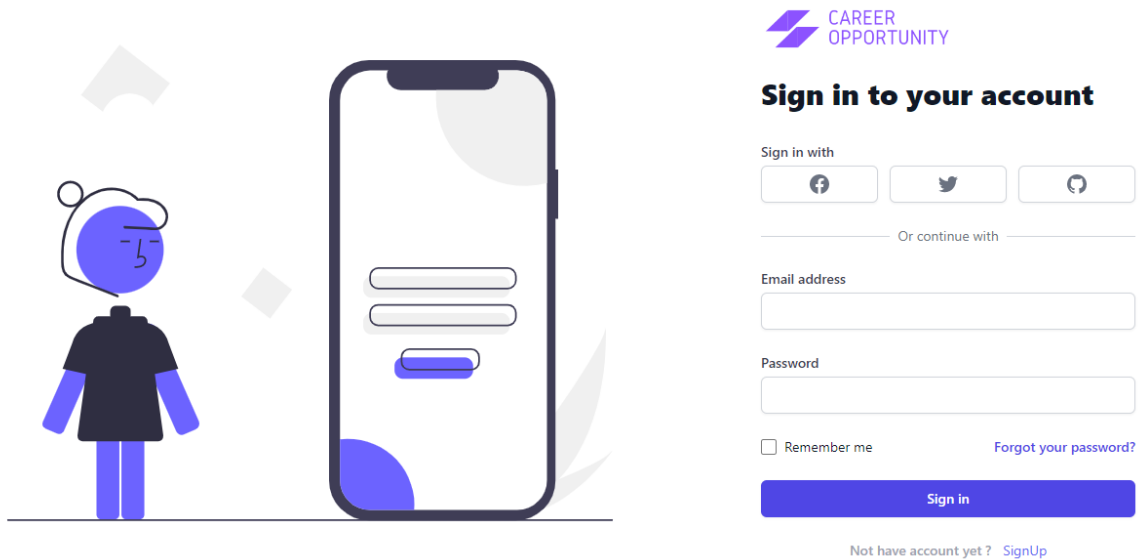 CAREER
OPPORTUNITY
Sign in to your account
Sign in with
Or continue with
Email address
Password
Remember me
Forgot your password?
Sign in
Not have account yet ? SignUp